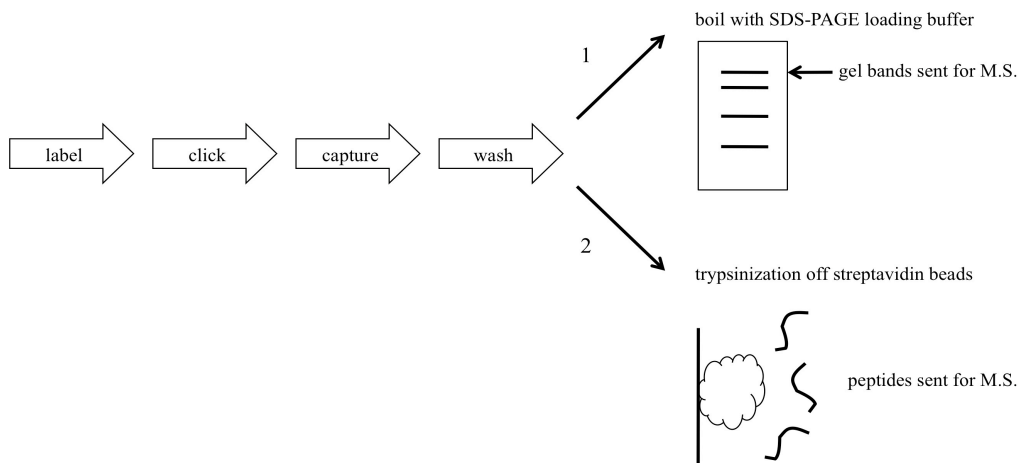 label
click
capture
wash
1
boil with SDS-PAGE loading buffer
gel bands sent for M.S.
2
trypsinization off streptavidin beads
peptides sent for M.S.